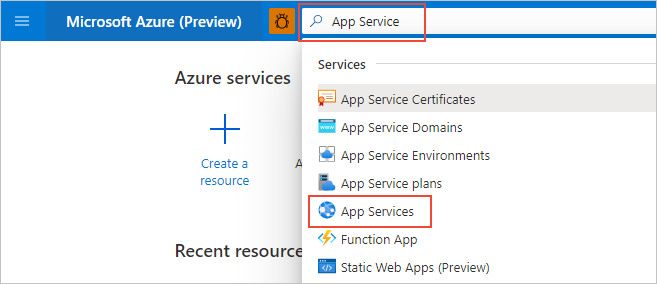 Microsoft Azure (Preview)
App Service
Azure services
Create a
resource
A
Recent resource
Services
App Service Certificates
App Service Domains
App Service Environments
App Service plans
App Services
Function App
Static Web Apps (Preview)